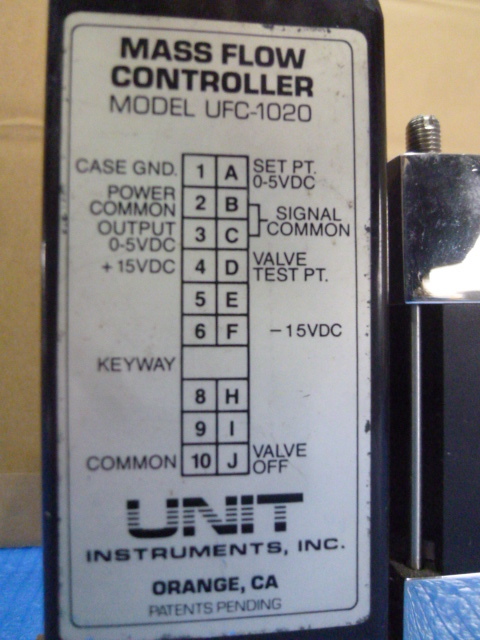 MASS FLOW
CONTROLLER
MODEL UFC-1020
CASE GND. 1 A SET PT. 0-5VDC
POWER COMMON 2 B SIGNAL COMMON
OUTPUT 0-5VDC 3 C
+15VDC 4 D VALVE TEST PT.
5 E
6 F -15VDC
KEYWAY
8 H
9 I
COMMON 10 J VALVE OFF
UNIT
INSTRUMENTS, INC.
ORANGE, CA
PATENTS PENDING